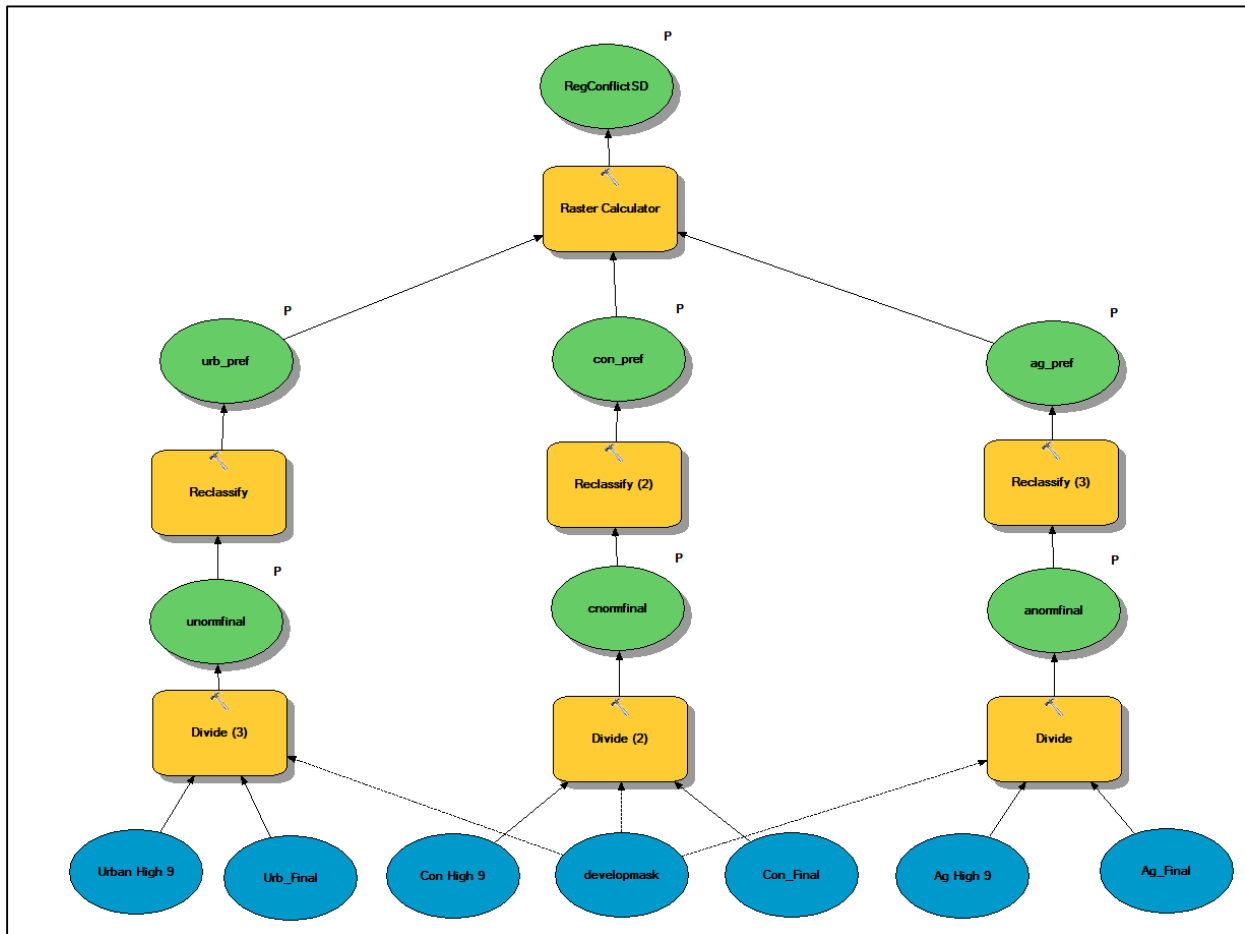 P
RegConflictSD
Raster Calculator
P
P
P
urb_pref
con_pref
ag_pref
Reclassify
Reclassify (2)
Reclassify (3)
P
P
unormfinal
cnormfinal
anormfinal
Divide (3)
Divide (2)
Divide
Urban High 9
Urb_Final
Con High 9
developmask
Con_Final
Ag High 9
Ag_Final